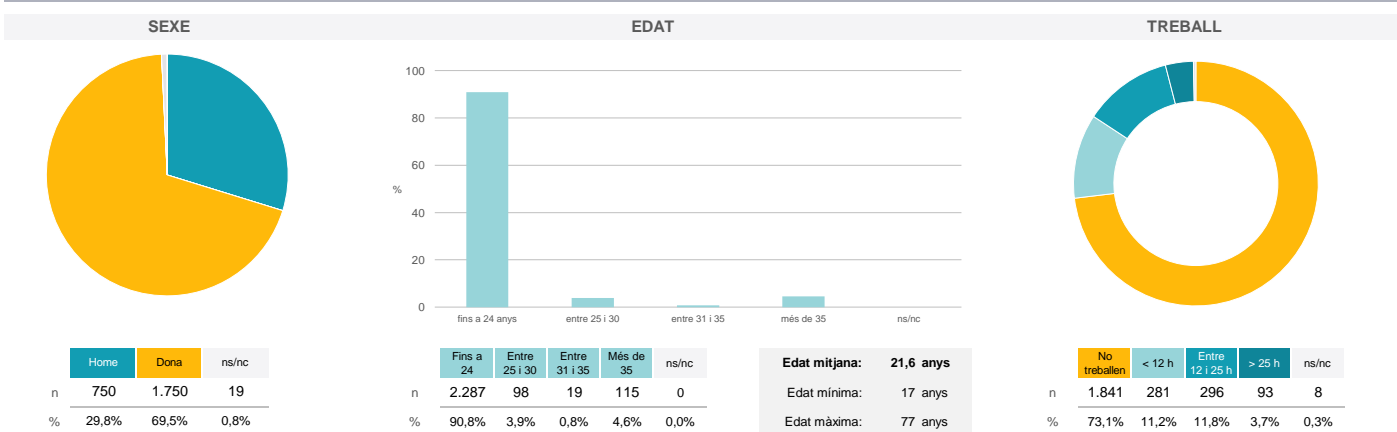 SEXE
EDAT
TREBALL
100
80
60
%
40
20
0
fins a 24 anys
entre 25 i 30
entre 31 i 35
més de 35
ns/nc
Home
Dona
ns/nc
n
750
1.750
19
%
29,8%
69,5%
0,8%
Fins a
24
Entre
25 i 30
Entre
31 i 35
Més de
35
ns/nc
n
2.287
98
19
115
0
%
90,8%
3,9%
0,8%
4,6%
0,0%
Edat mitjana: 21,6 anys
Edat mínima: 17 anys
Edat màxima: 77 anys
No
treballen
< 12 h
Entre
12 i 25 h
> 25 h
ns/nc
n
1.841
281
296
93
8
%
73,1%
11,2%
11,8%
3,7%
0,3%